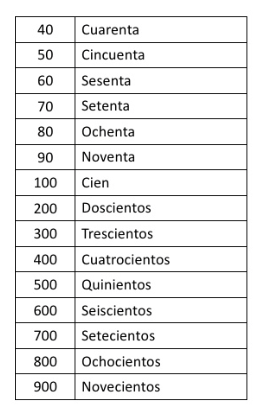 40 Cuarenta
50 Cincuenta
60 Sesenta
70 Setenta
80 Ochenta
90 Noventa
100 Cien
200 Doscientos
300 Trescientos
400 Cuatrocientos
500 Quinientos
600 Seiscientos
700 Setecientos
800 Ochocientos
900 Novecientos